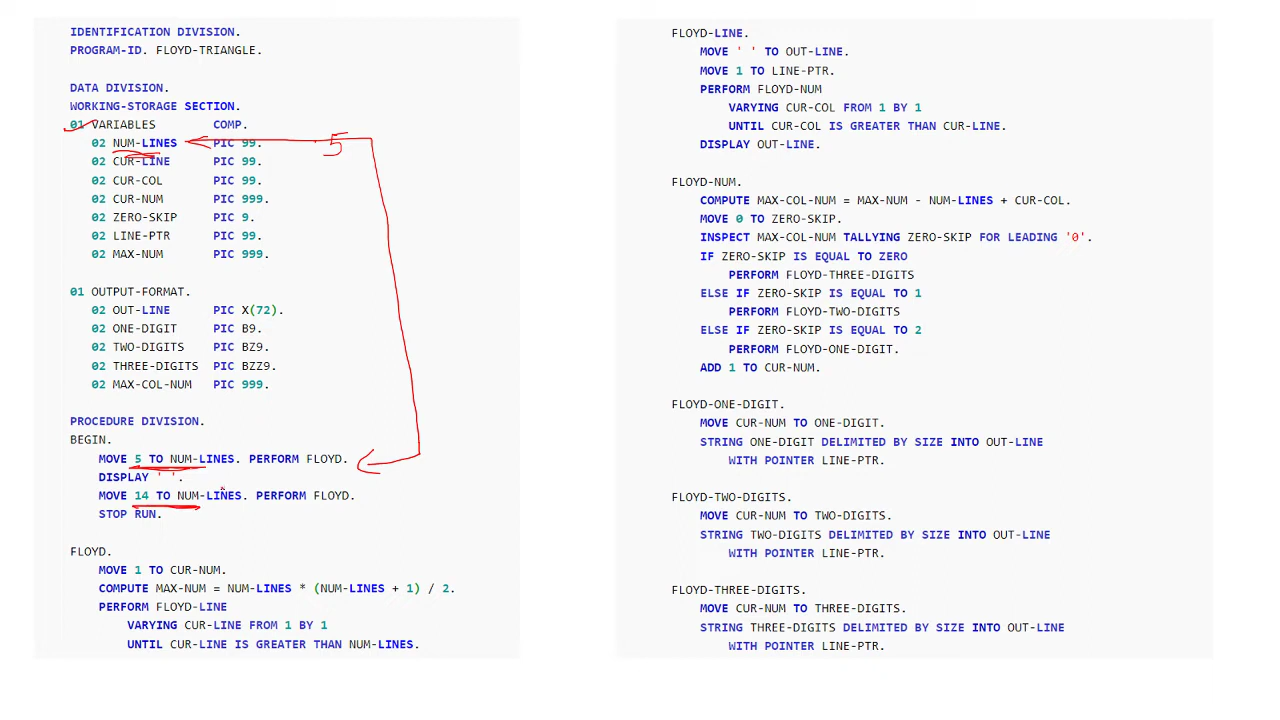 IDENTIFICATION DIVISION.
PROGRAM-ID. FLOYD-TRIANGLE.
DATA DIVISION.
WORKING-STORAGE SECTION.
01 VARIABLES COMP.
02 NUM-LINES PIC 99. 5
02 CUR-LINE PIC 99.
02 CUR-COL PIC 99.
02 CUR-NUM PIC 999.
02 ZERO-SKIP PIC 9.
02 LINE-PTR PIC 99.
02 MAX-NUM PIC 999.
01 OUTPUT-FORMAT.
02 OUT-LINE PIC X(72).
02 ONE-DIGIT PIC B9.
02 TWO-DIGITS PIC BZ9.
02 THREE-DIGITS PIC BZZ9.
02 MAX-COL-NUM PIC 999.
PROCEDURE DIVISION.
BEGIN.
MOVE 5 TO NUM-LINES. PERFORM FLOYD.
DISPLAY ' '.
MOVE 14 TO NUM-LINES. PERFORM FLOYD.
STOP RUN.
FLOYD.
MOVE 1 TO CUR-NUM.
COMPUTE MAX-NUM = NUM-LINES * (NUM-LINES + 1) / 2.
PERFORM FLOYD-LINE
VARYING CUR-LINE FROM 1 BY 1
UNTIL CUR-LINE IS GREATER THAN NUM-LINES.
FLOYD-LINE.
MOVE ' ' TO OUT-LINE.
MOVE 1 TO LINE-PTR.
PERFORM FLOYD-NUM
VARYING CUR-COL FROM 1 BY 1
UNTIL CUR-COL IS GREATER THAN CUR-LINE.
DISPLAY OUT-LINE.
FLOYD-NUM.
COMPUTE MAX-COL-NUM = MAX-NUM - NUM-LINES + CUR-COL.
MOVE 0 TO ZERO-SKIP.
INSPECT MAX-COL-NUM TALLYING ZERO-SKIP FOR LEADING '0'.
IF ZERO-SKIP IS EQUAL TO ZERO
PERFORM FLOYD-THREE-DIGITS
ELSE IF ZERO-SKIP IS EQUAL TO 1
PERFORM FLOYD-TWO-DIGITS
ELSE IF ZERO-SKIP IS EQUAL TO 2
PERFORM FLOYD-ONE-DIGIT.
ADD 1 TO CUR-NUM.
FLOYD-ONE-DIGIT.
MOVE CUR-NUM TO ONE-DIGIT.
STRING ONE-DIGIT DELIMITED BY SIZE INTO OUT-LINE
WITH POINTER LINE-PTR.
FLOYD-TWO-DIGITS.
MOVE CUR-NUM TO TWO-DIGITS.
STRING TWO-DIGITS DELIMITED BY SIZE INTO OUT-LINE
WITH POINTER LINE-PTR.
FLOYD-THREE-DIGITS.
MOVE CUR-NUM TO THREE-DIGITS.
STRING THREE-DIGITS DELIMITED BY SIZE INTO OUT-LINE
WITH POINTER LINE-PTR.